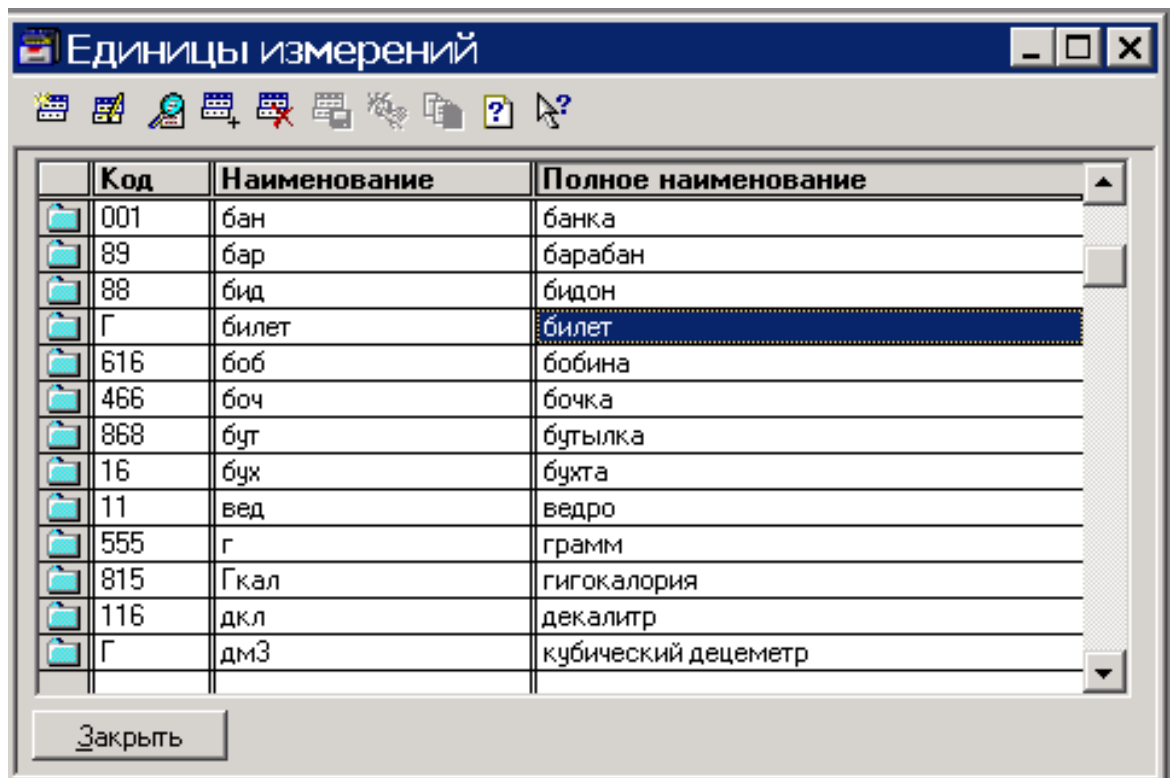 Единицы измерений
Код Наименование Полное наименование
001 бан банка
89 бар барабан
88 бид бидон
Г билет билет
616 боб бобина
466 боч бочка
868 бут бутылка
16 бух бухта
11 вед ведро
555 г грамм
815 Гкал гигокалория
116 дкл декалитр
Г дм3 кубический дециметр
Закрыть